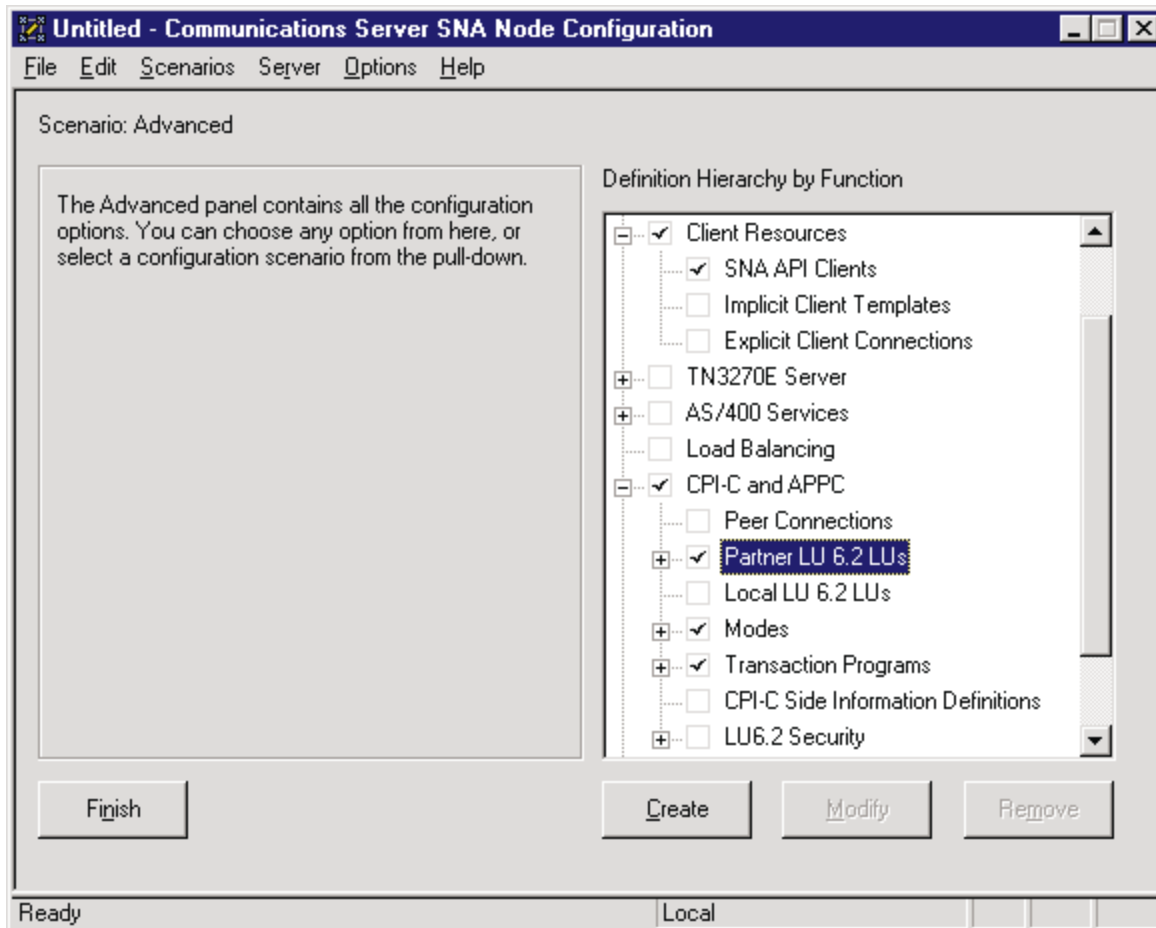 Untitled - Communications Server SNA Node Configuration
File Edit Scenarios Server Options Help
Scenario: Advanced
The Advanced panel contains all the configuration
options. You can choose any option from here, or
select a configuration scenario from the pull-down.
Definition Hierarchy by Function
Client Resources
SNA API Clients
Implicit Client Templates
Explicit Client Connections
TN3270E Server
AS/400 Services
Load Balancing
CPI-C and APPC
Peer Connections
Partner LU 6.2 LUs
Local LU 6.2 LUs
Modes
Transaction Programs
CPI-C Side Information Definitions
LU6.2 Security
Finish
Create Modify Remove
Ready Local